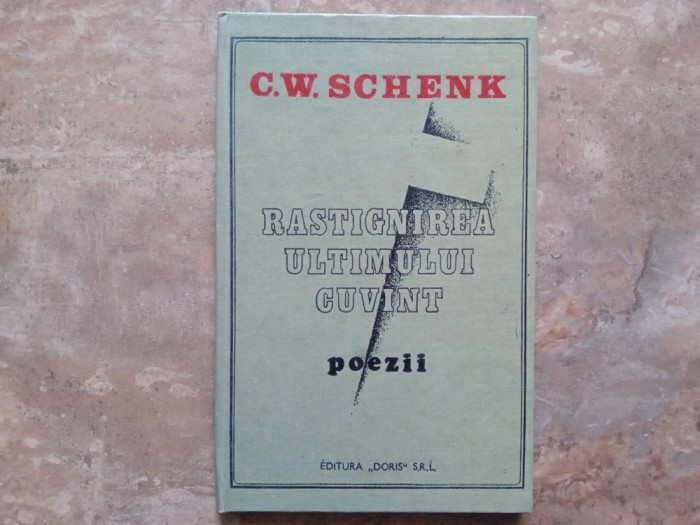 C.W. SCHENK
RASTIGNIREA
ULTIMULUI
CUVINT
poezii
EDITURA „DORIS“ S.R.L.